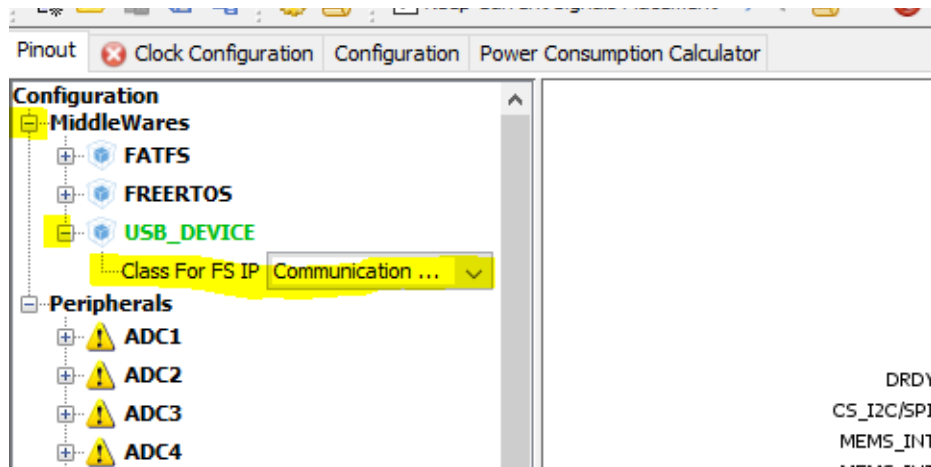 Pinout Clock Configuration Configuration Power Consumption Calculator
Configuration
MiddleWares
FATFS
FREERTOS
USB_DEVICE
Class For FS IP Communication ...
Peripherals
ADC1
ADC2
ADC3
ADC4
DRDY
CS_I2C/SPI
MEMS_INT